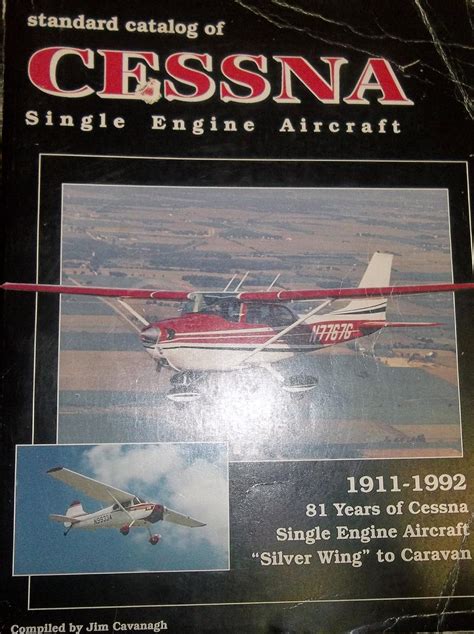 standard catalog of
CESSNA
Single Engine Aircraft
N7767G
1911-1992
81 Years of Cessna
Single Engine Aircraft
"Silver Wing" to Caravan
Compiled by Jim Cavanagh